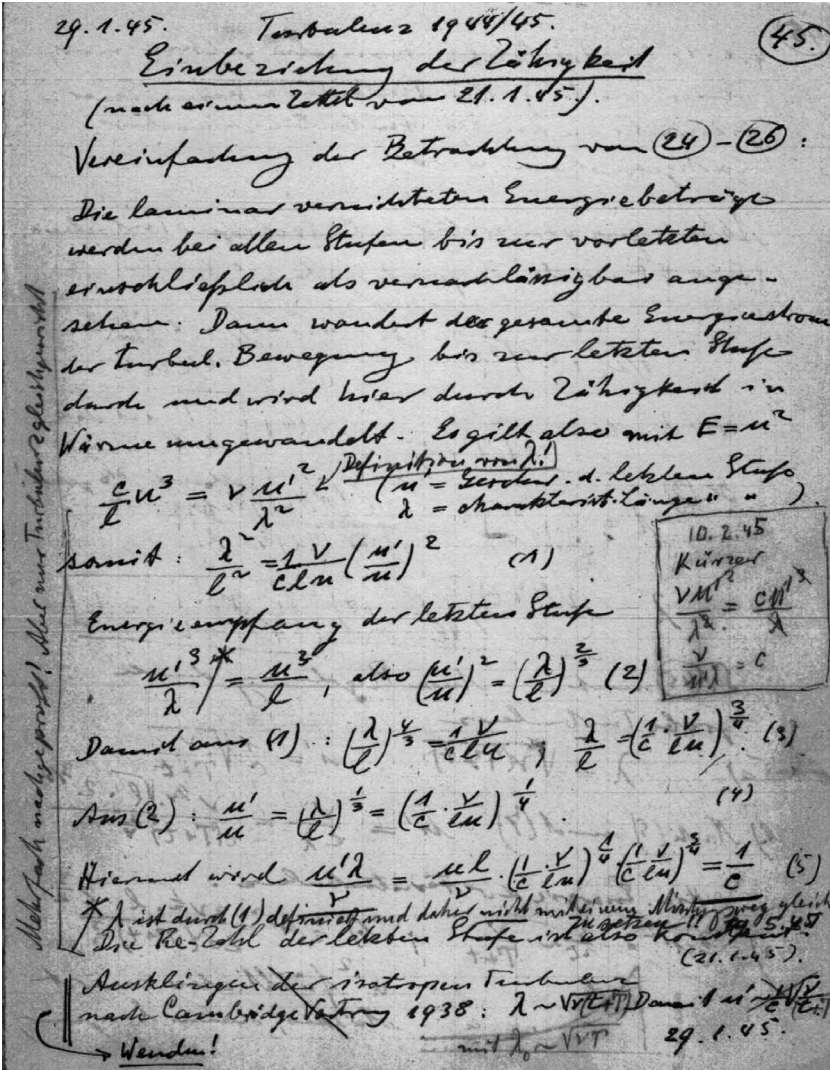 29.1.45. Turbulenz 1944/45. 45.
Einbeziehung der Zähigkeit
(nach einem Zettel vom 21.1.45).
Vereinfachung der Betrachtung von 24 – 26 :
Die laminar vernichteten Energiebeträge
werden bei allen Stufen bis zur vorletzten
einschließlich als vernachlässigbar ange-
sehen. Dann wandert der gesamte Energiestrom
der turbul. Bewegung bis zur letzten Stufe
durch und wird hier durch Zähigkeit in
Wärme umgewandelt. Es gilt also mit E = u²
c/l u³ = ν u'²/λ² Definition von λ! (u = Geschw. d. letzten Stufe
λ = charakterist. Länge " " )
somit : λ²/l² = 1/c ν/lu (u'/u)² (1)
10.2.45
Kürzer
νu'²/λ² = cu'³/λ
ν/u'λ = c
Energieempfang der letzten Stufe
u'³/λ * = u³/l , also (u'/u)² = (λ/l)^2/3 (2)
Damit aus (1) : (λ/l)^4/3 = 1/c ν/lu ; λ/l = (1/c · ν/lu)^3/4 . (3)
Aus (2) : u'/u = (λ/l)^1/3 = (1/c · ν/lu)^1/4 . (4)
Hiermit wird u'λ/ν = ul/ν · (1/c · ν/lu)^1/4 (1/c ν/lu)^3/4 = 1/c (5)
* λ ist durch (1) definiert und daher nicht mit einem gleich
zu setzen!!
Die Re-Zahl der letzten Stufe ist also konstant.
(21.1.45).
Ausklingen der isotropen Turbulenz
nach Cambridge Vortrag 1938 : λ ~ Damit u' ~
mit λ₀ ~ √νT 29.1.45.
Wenden!
Mehrfach nachgeprüft! Aber nur Turbulenzgleichgewicht